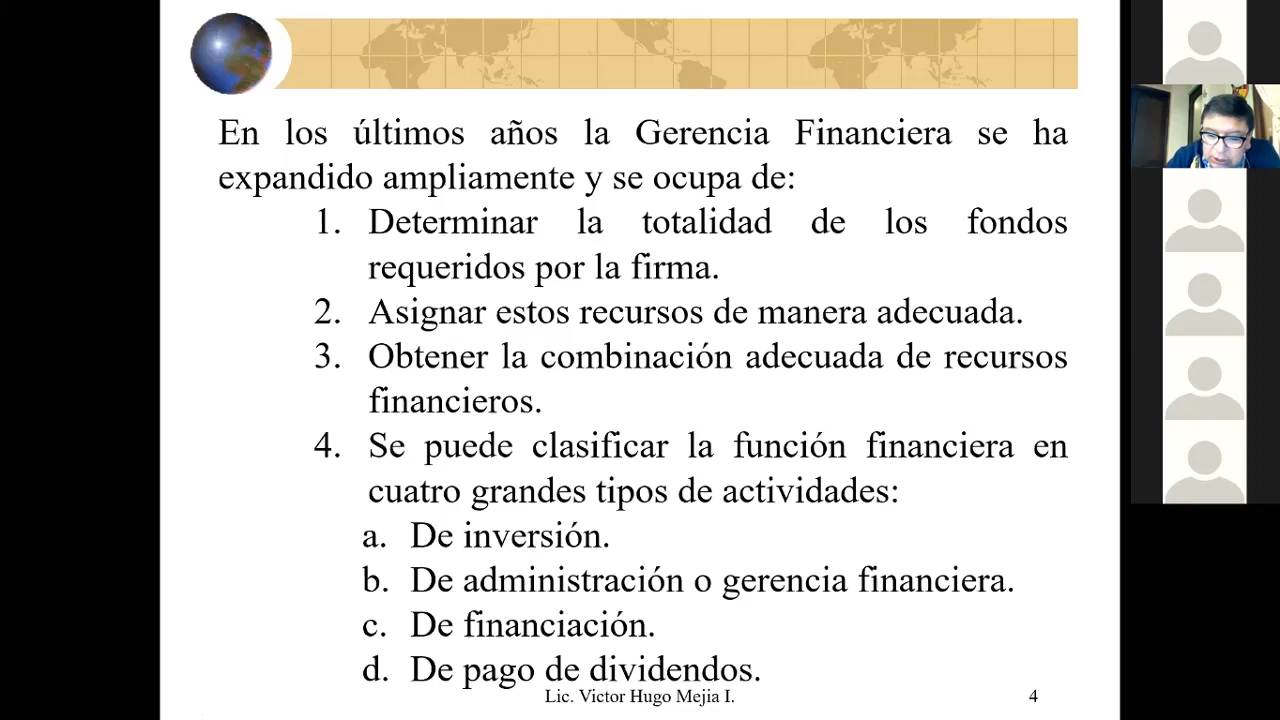 En los últimos años la Gerencia Financiera se ha
expandido ampliamente y se ocupa de:
1. Determinar la totalidad de los fondos
requeridos por la firma.
2. Asignar estos recursos de manera adecuada.
3. Obtener la combinación adecuada de recursos
financieros.
4. Se puede clasificar la función financiera en
cuatro grandes tipos de actividades:
a. De inversión.
b. De administración o gerencia financiera.
c. De financiación.
d. De pago de dividendos.
Lic. Victor Hugo Mejia I. 4